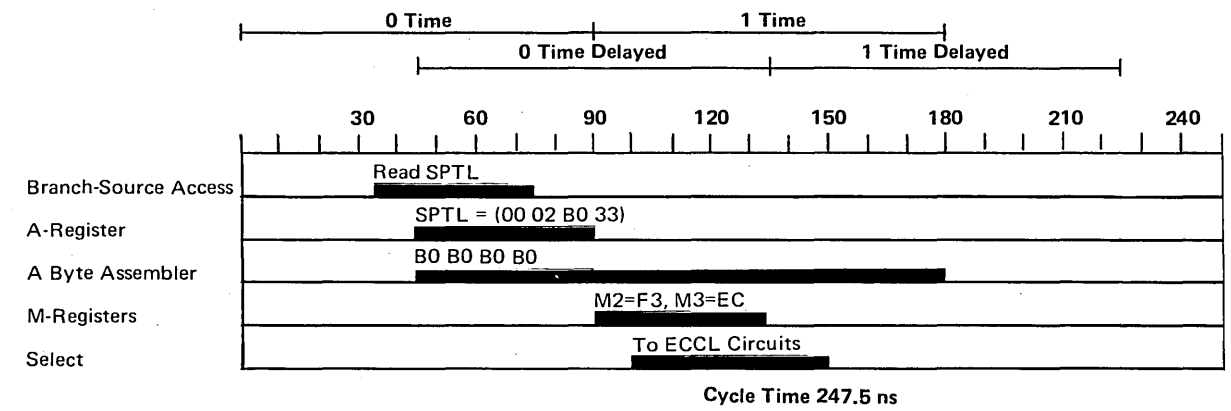 0 Time 1 Time
0 Time Delayed 1 Time Delayed
30 60 90 120 150 180 210 240
Branch-Source Access Read SPTL
A-Register SPTL = (00 02 B0 33)
A Byte Assembler B0 B0 B0 B0
M-Registers M2=F3, M3=EC
Select To ECCL Circuits
Cycle Time 247.5 ns